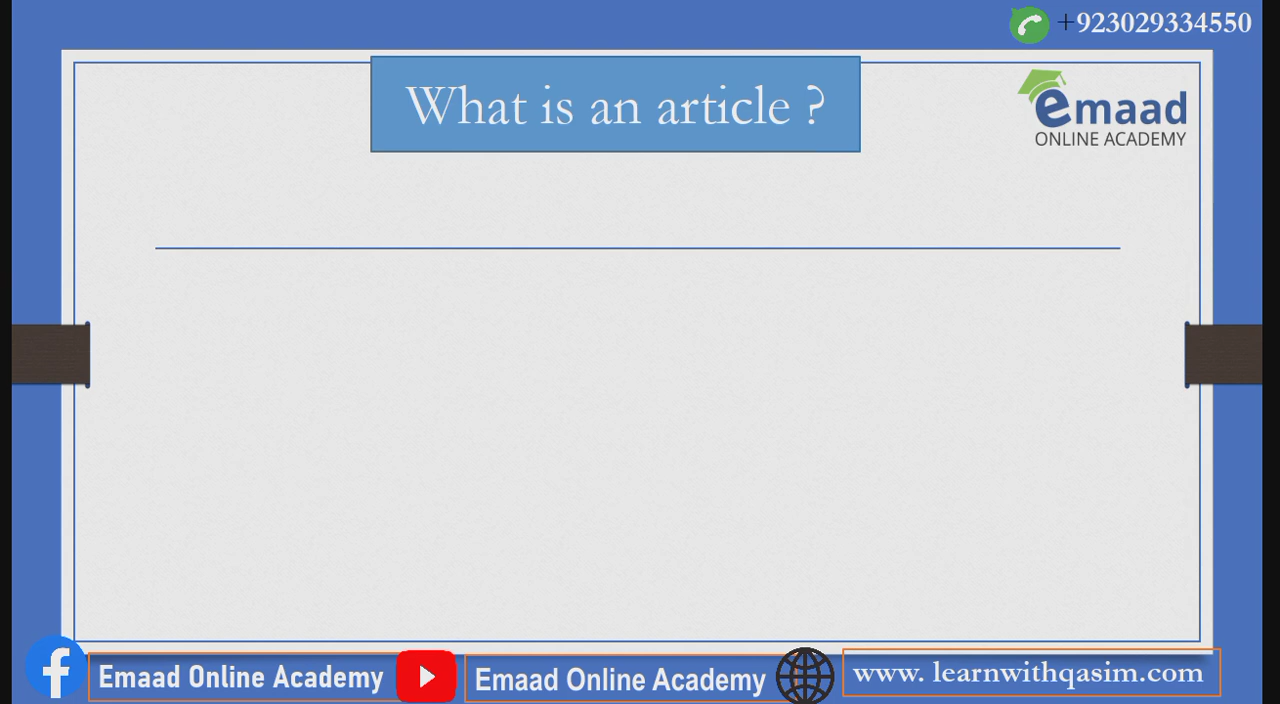 +923029334550
What is an article ?
emaad
ONLINE ACADEMY
Emaad Online Academy
Emaad Online Academy
www. learnwithqasim.com